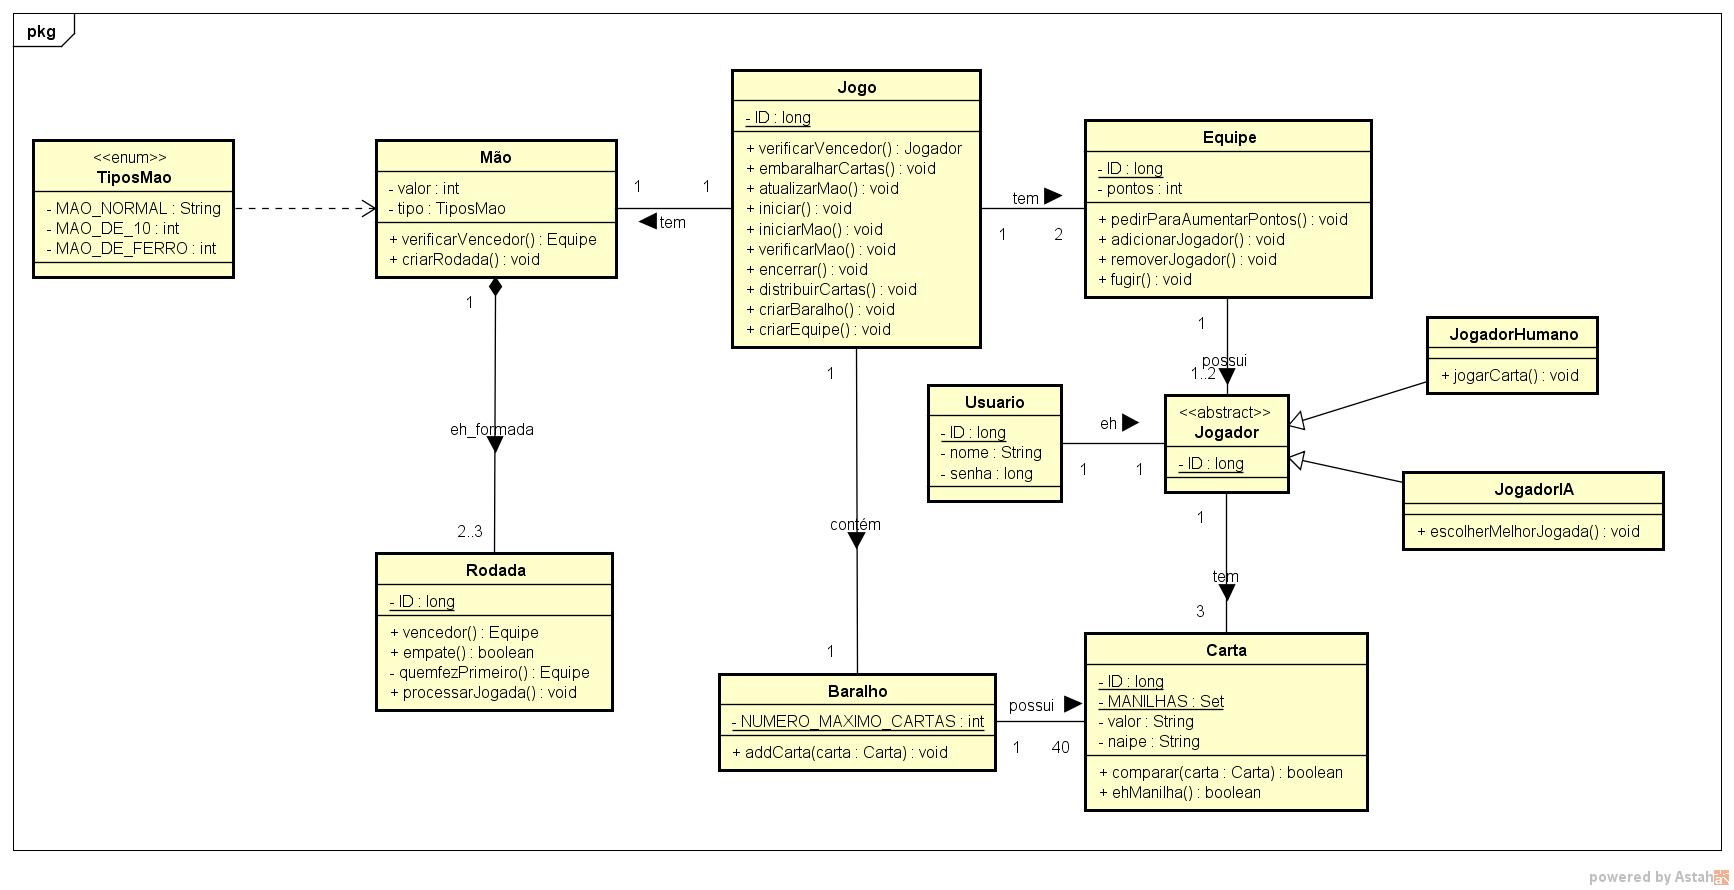 pkg
<<enum>>
TiposMao
- MAO_NORMAL : String
- MAO_DE_10 : int
- MAO_DE_FERRO : int
Mão
- valor : int
- tipo : TiposMao
+ verificarVencedor() : Equipe
+ criarRodada() : void
1
1
tem
Jogo
- ID : long
+ verificarVencedor() : Jogador
+ embaralharCartas() : void
+ atualizarMao() : void
+ iniciar() : void
+ iniciarMao() : void
+ verificarMao() : void
+ encerrar() : void
+ distribuirCartas() : void
+ criarBaralho() : void
+ criarEquipe() : void
tem
1
2
Equipe
- ID : long
- pontos : int
+ pedirParaAumentarPontos() : void
+ adicionarJogador() : void
+ removerJogador() : void
+ fugir() : void
1
possui
1..2
JogadorHumano
+ jogarCarta() : void
Usuario
- ID : long
- nome : String
- senha : long
eh
1
1
<<abstract>>
Jogador
- ID : long
JogadorIA
+ escolherMelhorJogada() : void
1
eh_formada
2..3
Rodada
- ID : long
+ vencedor() : Equipe
+ empate() : boolean
- quemfezPrimeiro() : Equipe
+ processarJogada() : void
1
contém
1
Baralho
- NUMERO_MAXIMO_CARTAS : int
+ addCarta(carta : Carta) : void
possui
1
40
1
tem
3
Carta
- ID : long
- MANILHAS : Set
- valor : String
- naipe : String
+ comparar(carta : Carta) : boolean
+ ehManilha() : boolean
powered by Astah